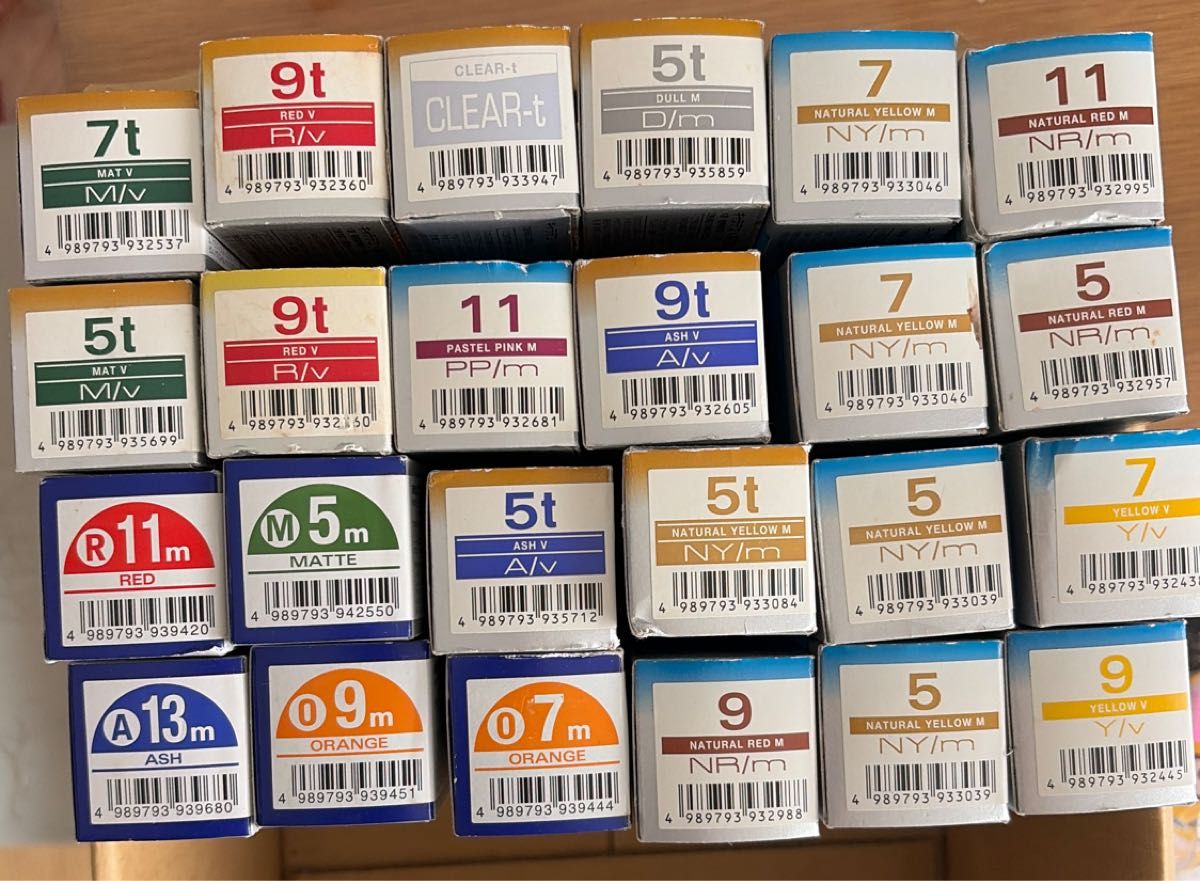 7t
MAT V
M/v
4 989793 932537
9t
RED V
R/v
4 989793 932360
CLEAR-t
CLEAR-t
4 989793 933947
5t
DULL M
D/m
4 989793 935859
7
NATURAL YELLOW M
NY/m
4 989793 933046
11
NATURAL RED M
NR/m
4 989793 932995
5t
MAT V
M/v
4 989793 935699
9t
RED V
R/v
11
PASTEL PINK M
PP/m
4 989793 932681
9t
ASH V
A/v
4 989793 932605
7
NATURAL YELLOW M
NY/m
4 989793 933046
5
NATURAL RED M
NR/m
4 989793 932957
R 11m
RED
4 989793 939420
M 5m
MATTE
4 989793 942550
5t
ASH V
A/v
4 989793 935712
5t
NATURAL YELLOW M
NY/m
4 989793 933084
5
NATURAL YELLOW M
NY/m
4 989793 933039
7
YELLOW V
Y/v
A 13m
ASH
4 989793 939680
O 9m
ORANGE
4 989793 939451
O 7m
ORANGE
4 989793 939444
9
NATURAL RED M
NR/m
4 989793 932988
5
NATURAL YELLOW M
NY/m
4 989793 933039
9
YELLOW V
Y/v
4 989793 932445